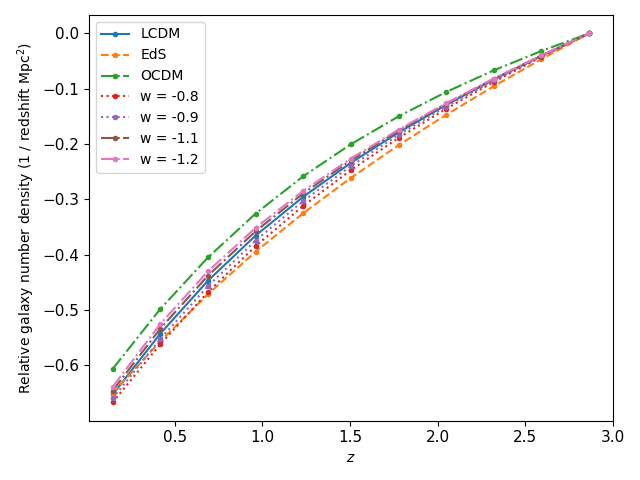 Relative galaxy number density (1 / redshift Mpc²)
0.0
−0.1
−0.2
−0.3
−0.4
−0.5
−0.6
LCDM
EdS
OCDM
w = -0.8
w = -0.9
w = -1.1
w = -1.2
0.5
1.0
1.5
2.0
2.5
3.0
z